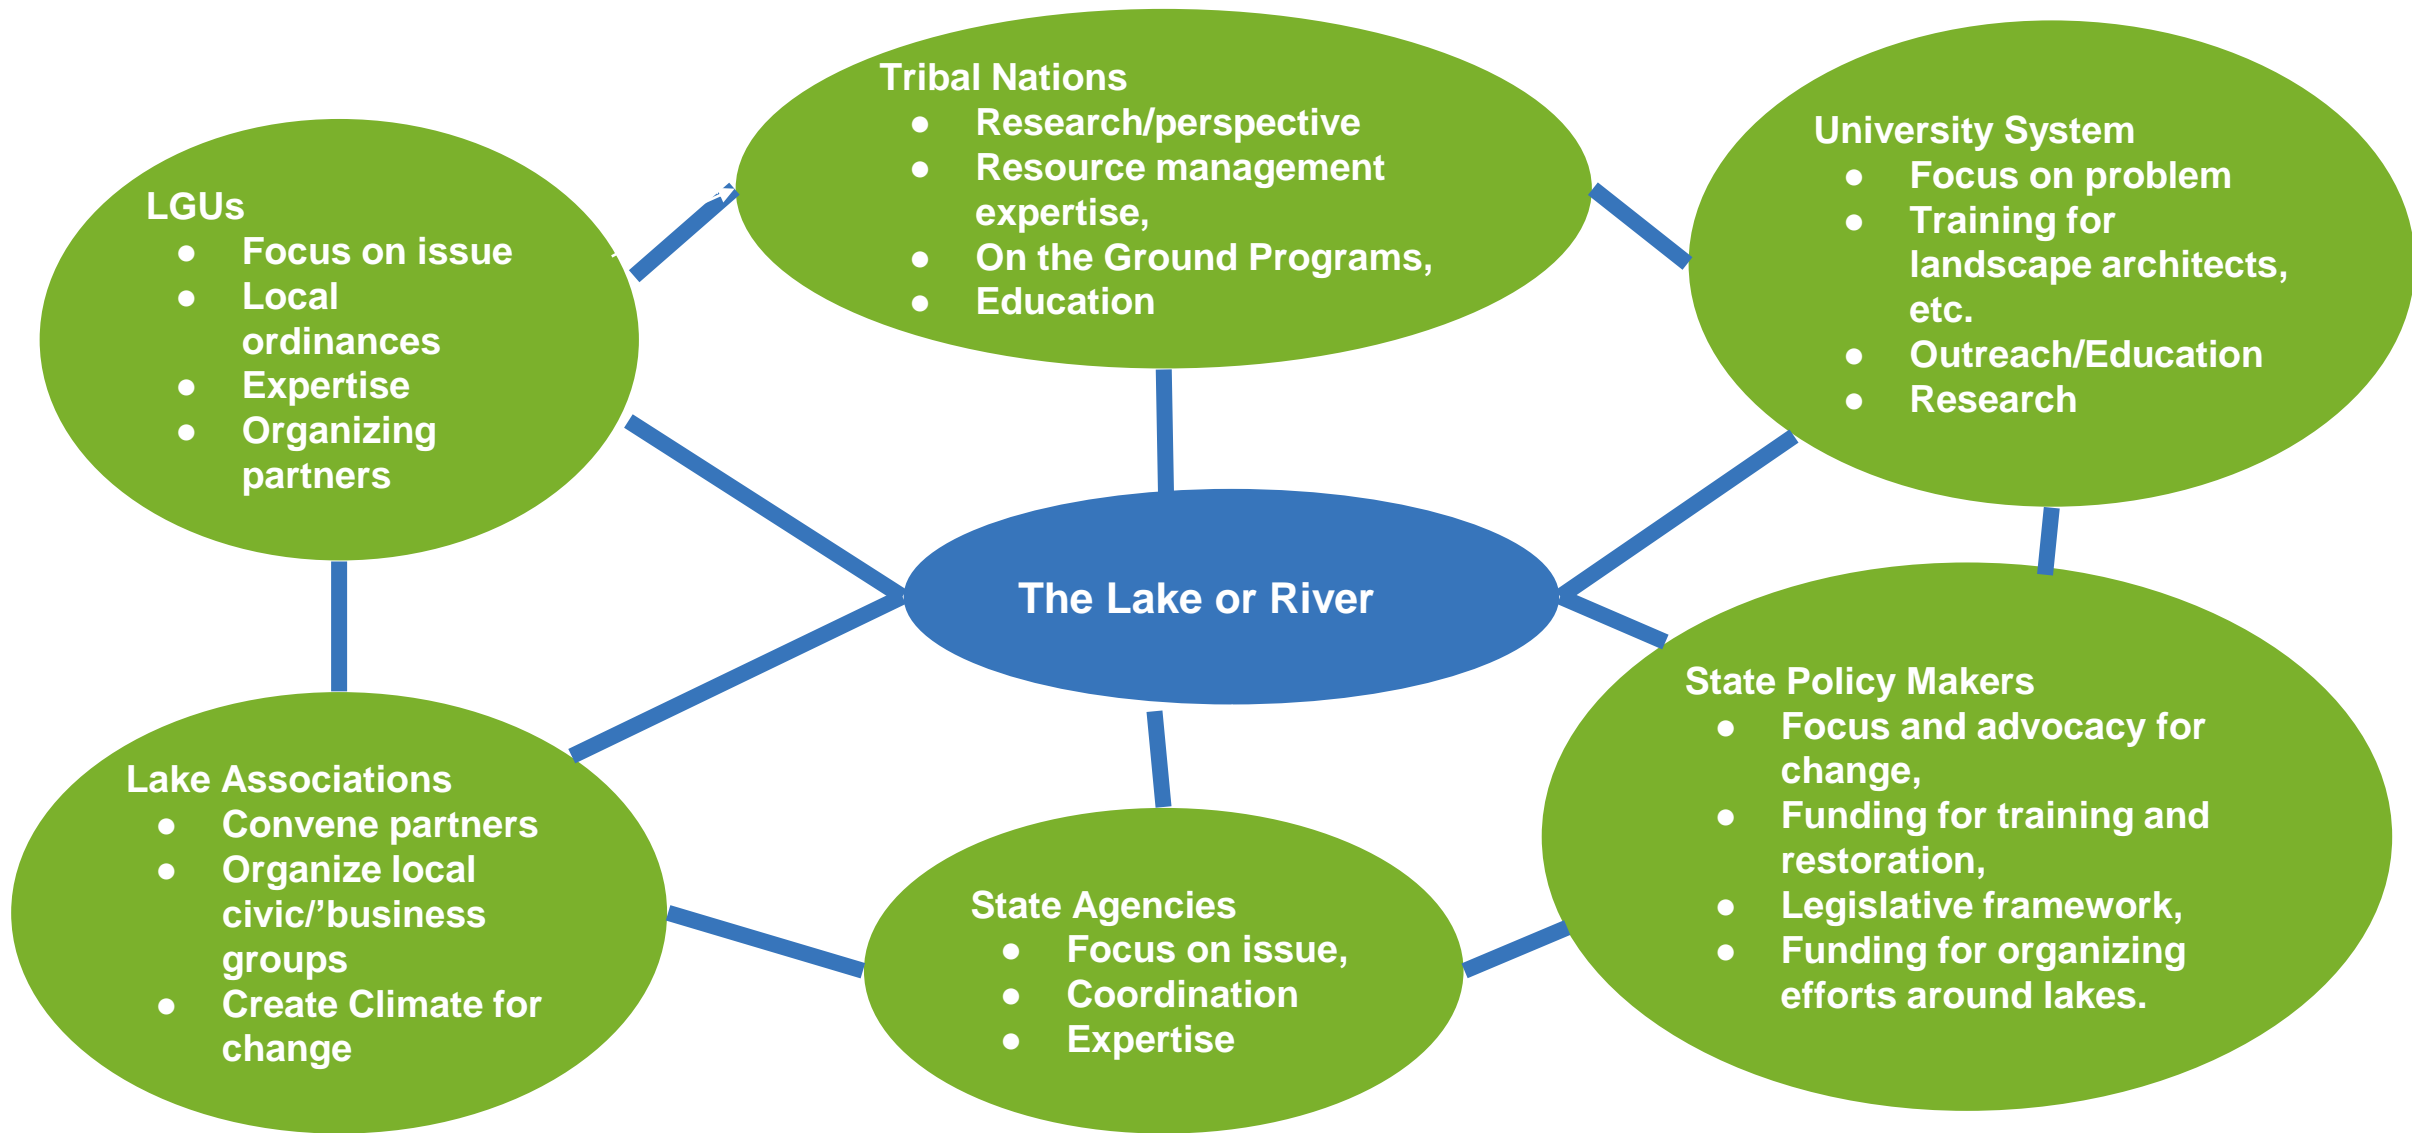 Tribal Nations
● Research/perspective
● Resource management
expertise,
● On the Ground Programs,
● Education
University System
● Focus on problem
● Training for
landscape architects,
etc.
● Outreach/Education
● Research
LGUs
● Focus on issue
● Local
ordinances
● Expertise
● Organizing
partners
The Lake or River
State Policy Makers
● Focus and advocacy for
change,
● Funding for training and
restoration,
● Legislative framework,
● Funding for organizing
efforts around lakes.
Lake Associations
● Convene partners
● Organize local
civic/’business
groups
● Create Climate for
change
State Agencies
● Focus on issue,
● Coordination
● Expertise